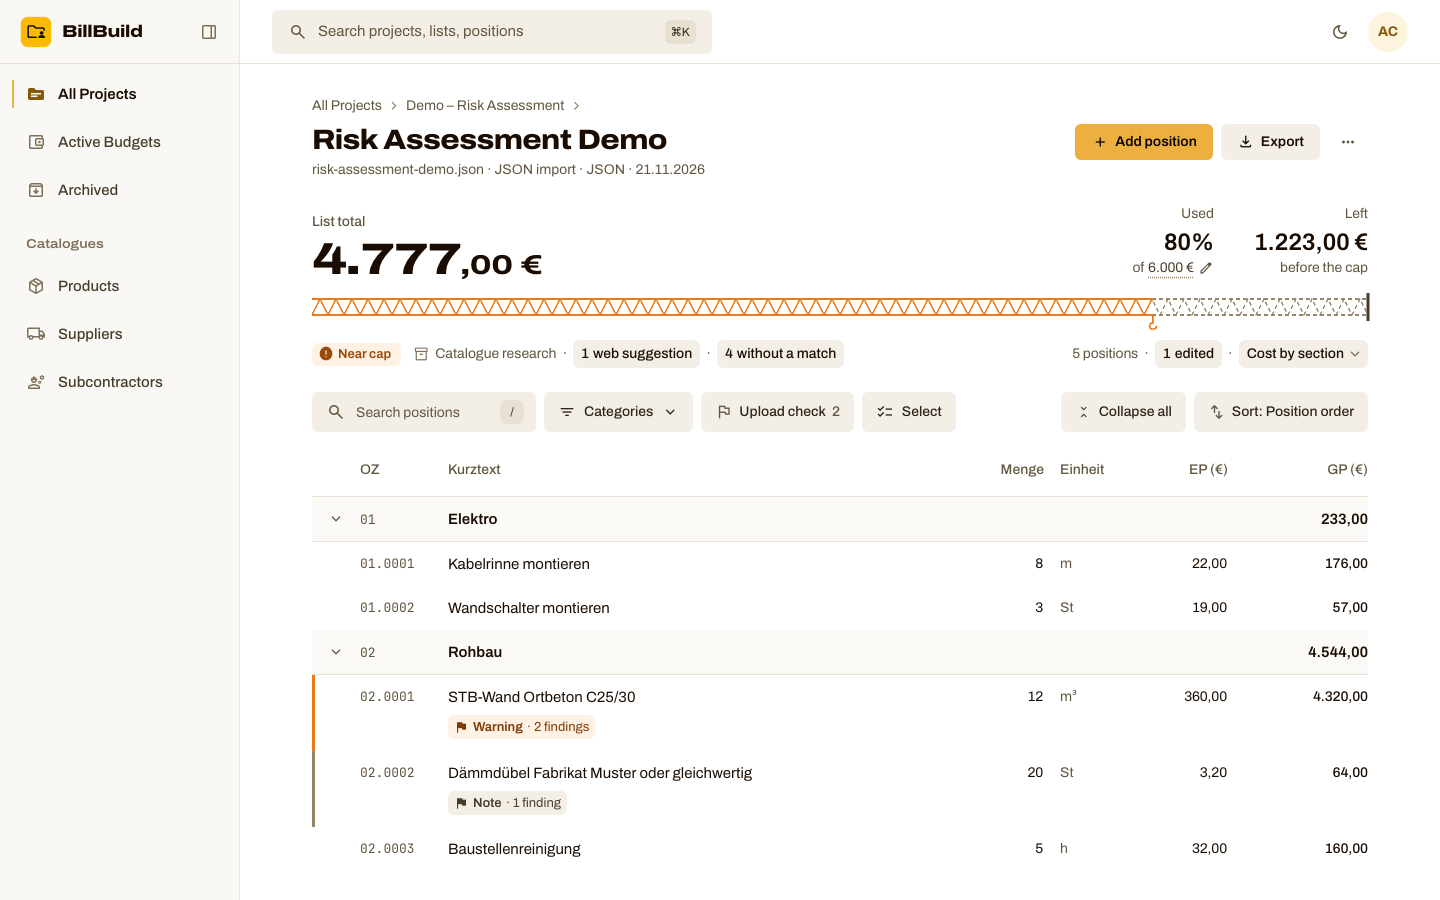 BillBuild
Search projects, lists, positions ⌘K
AC
All Projects
Active Budgets
Archived
Catalogues
Products
Suppliers
Subcontractors
All Projects › Demo – Risk Assessment ›
Risk Assessment Demo
risk-assessment-demo.json · JSON import · JSON · 21.11.2026
+ Add position
Export
List total
4.777,00 €
Used
80%
of 6.000 €
Left
1.223,00 €
before the cap
Near cap
Catalogue research · 1 web suggestion · 4 without a match
5 positions · 1 edited · Cost by section
Search positions /
Categories
Upload check 2
Select
Collapse all
Sort: Position order
OZ Kurztext Menge Einheit EP (€) GP (€)
01 Elektro 233,00
01.0001 Kabelrinne montieren 8 m 22,00 176,00
01.0002 Wandschalter montieren 3 St 19,00 57,00
02 Rohbau 4.544,00
02.0001 STB-Wand Ortbeton C25/30 12 m³ 360,00 4.320,00
Warning · 2 findings
02.0002 Dämmdübel Fabrikat Muster oder gleichwertig 20 St 3,20 64,00
Note · 1 finding
02.0003 Baustellenreinigung 5 h 32,00 160,00